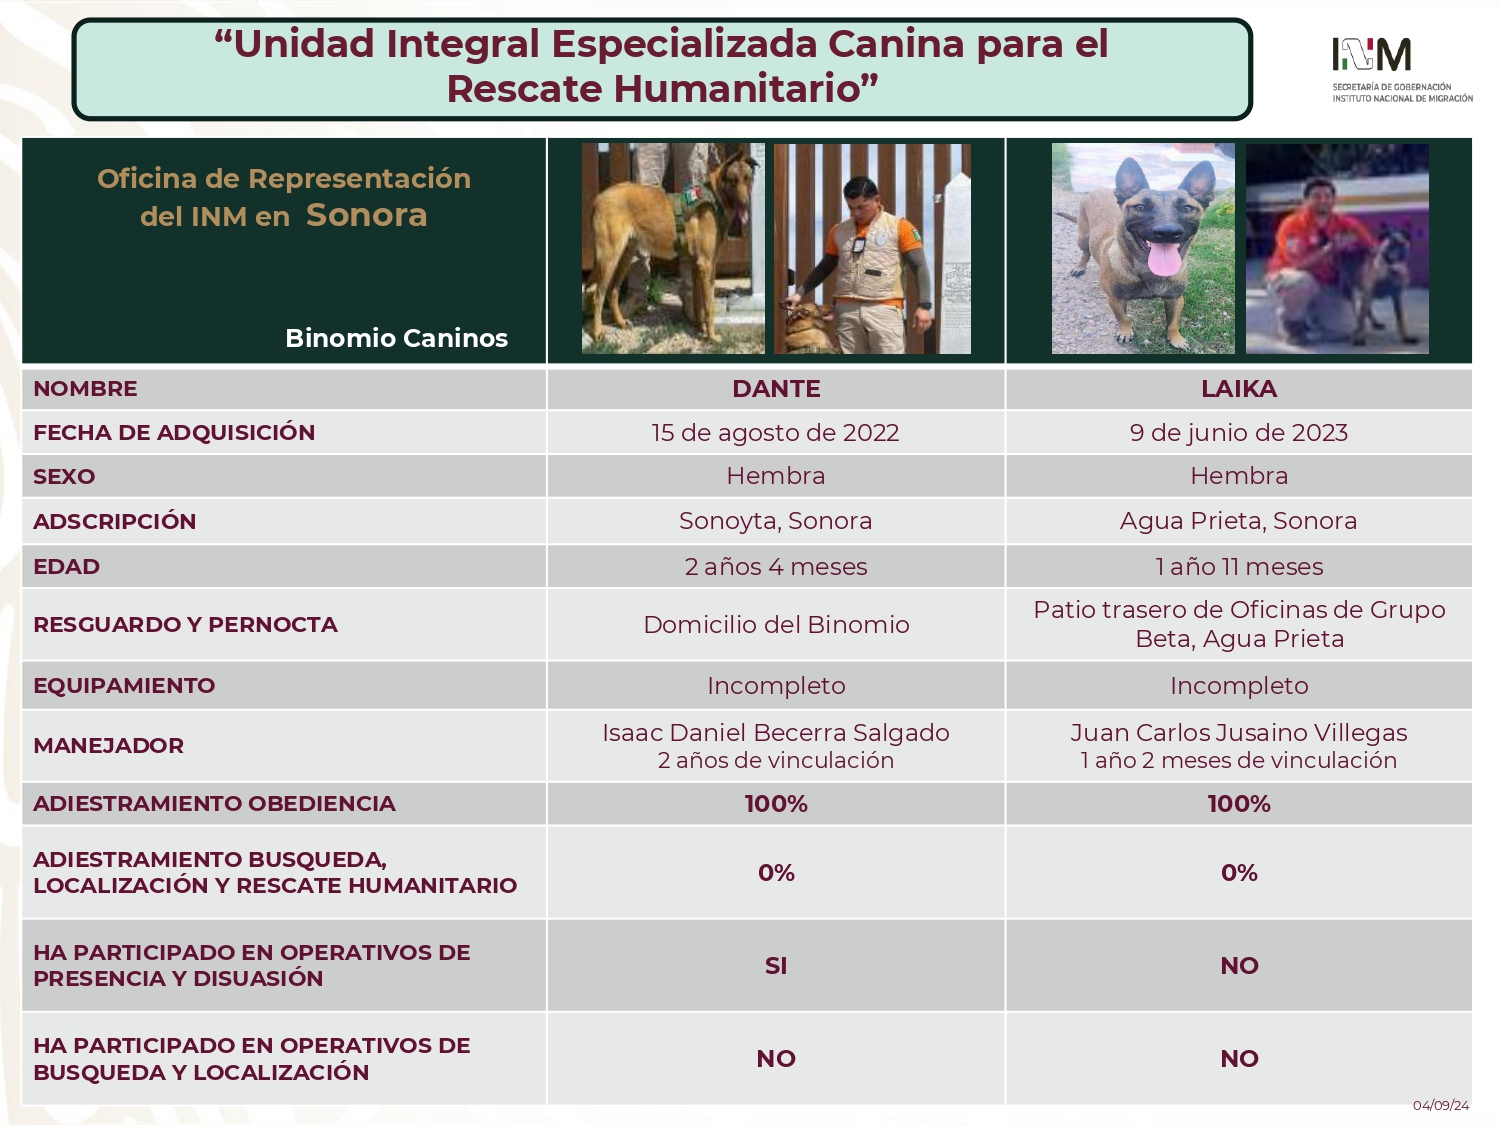 “Unidad Integral Especializada Canina para el
Rescate Humanitario”
INM
SECRETARÍA DE GOBERNACIÓN
INSTITUTO NACIONAL DE MIGRACIÓN
Oficina de Representación
del INM en Sonora
Binomio Caninos
NOMBRE DANTE LAIKA
FECHA DE ADQUISICIÓN 15 de agosto de 2022 9 de junio de 2023
SEXO Hembra Hembra
ADSCRIPCIÓN Sonoyta, Sonora Agua Prieta, Sonora
EDAD 2 años 4 meses 1 año 11 meses
RESGUARDO Y PERNOCTA Domicilio del Binomio Patio trasero de Oficinas de Grupo
Beta, Agua Prieta
EQUIPAMIENTO Incompleto Incompleto
MANEJADOR Isaac Daniel Becerra Salgado Juan Carlos Jusaino Villegas
2 años de vinculación 1 año 2 meses de vinculación
ADIESTRAMIENTO OBEDIENCIA 100% 100%
ADIESTRAMIENTO BUSQUEDA,
LOCALIZACIÓN Y RESCATE HUMANITARIO 0% 0%
HA PARTICIPADO EN OPERATIVOS DE
PRESENCIA Y DISUASIÓN SI NO
HA PARTICIPADO EN OPERATIVOS DE
BUSQUEDA Y LOCALIZACIÓN NO NO
04/09/24